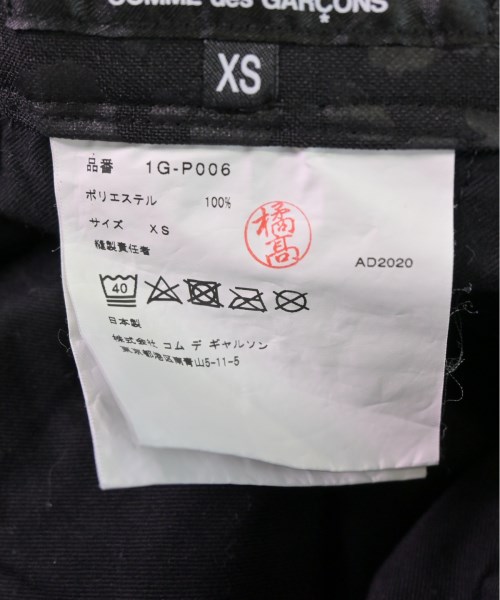 COMME des GARÇONS
XS
品番 1G-P006
ポリエステル 100%
サイズ XS
縫製責任者
橘高
AD2020
40
日本製
株式会社 コム デ ギャルソン
東京都港区南青山5-11-5